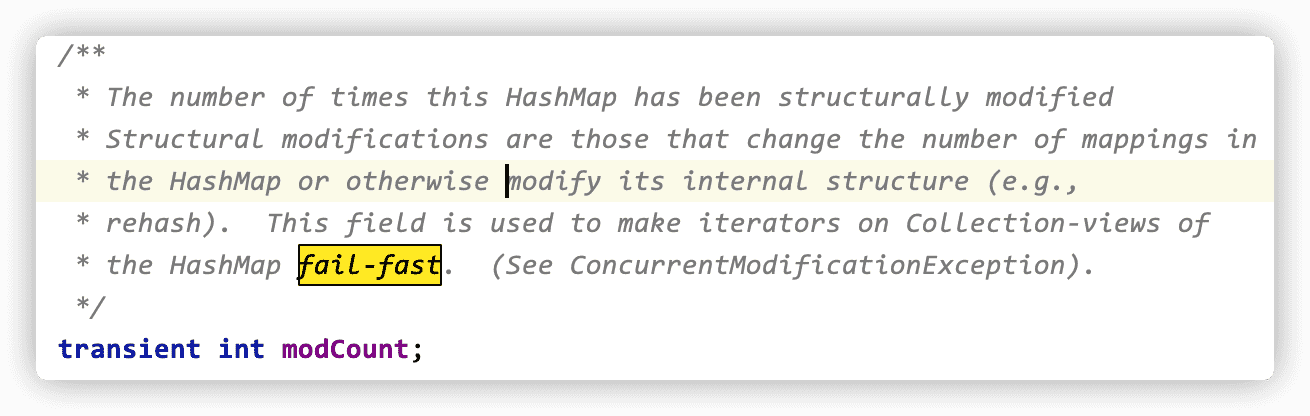 /**
 * The number of times this HashMap has been structurally modified
 * Structural modifications are those that change the number of mappings in
 * the HashMap or otherwise modify its internal structure (e.g.,
 * rehash).  This field is used to make iterators on Collection-views of
 * the HashMap fail-fast.  (See ConcurrentModificationException).
 */
transient int modCount;